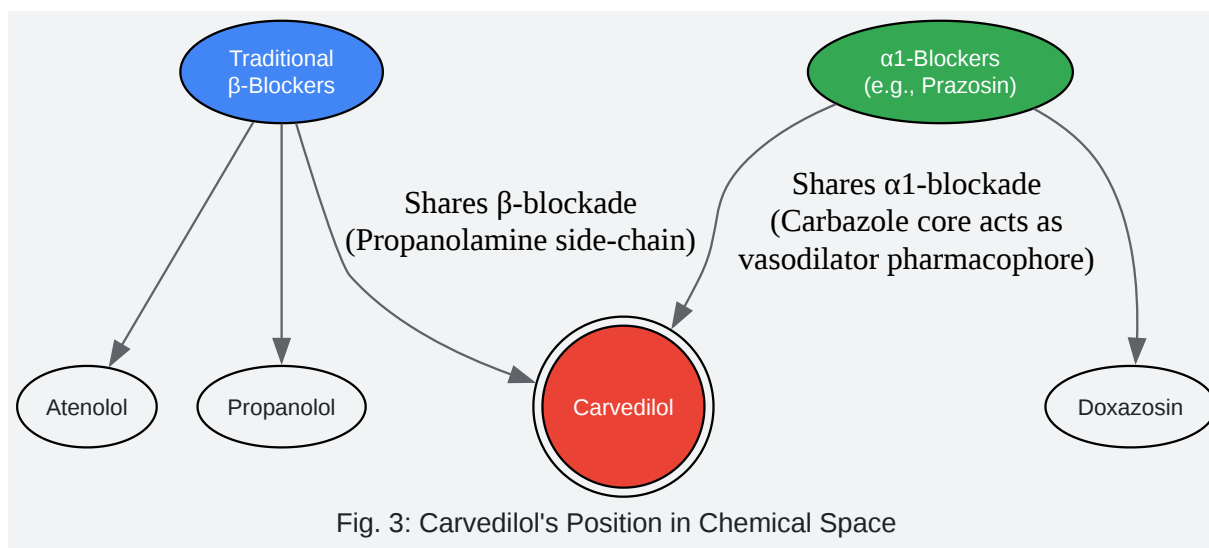 Traditional
β-Blockers
α1-Blockers
(e.g., Prazosin)
Shares β-blockade
(Propanolamine side-chain)
Shares α1-blockade
(Carbazole core acts as
vasodilator pharmacophore)
Atenolol
Propanolol
Carvedilol
Doxazosin
Fig. 3: Carvedilol's Position in Chemical Space